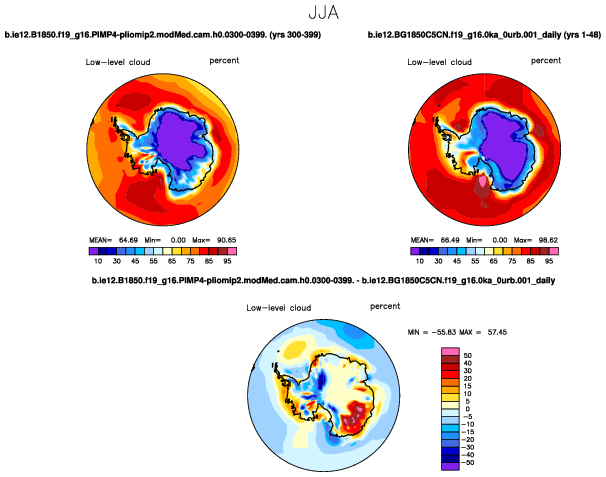 JJA
b.ie12.B1850.f19_g16.PIMP4-pliomip2.modMed.cam.h0.0300-0399. (yrs 300-399)
b.ie12.BG1850C5CN.f19_g16.0ka_0urb.001_daily (yrs 1-48)
Low-level cloud percent
Low-level cloud percent
MEAN= 64.69 Min= 0.00 Max= 90.65
MEAN= 68.49 Min= 0.00 Max= 98.62
10 30 45 55 65 75 85 95
10 30 45 55 65 75 85 95
b.ie12.B1850.f19_g16.PIMP4-pliomip2.modMed.cam.h0.0300-0399. - b.ie12.BG1850C5CN.f19_g16.0ka_0urb.001_daily
Low-level cloud percent
MIN = -55.83 MAX = 57.45
50
40
30
20
15
10
5
0
-5
-10
-15
-20
-30
-40
-50